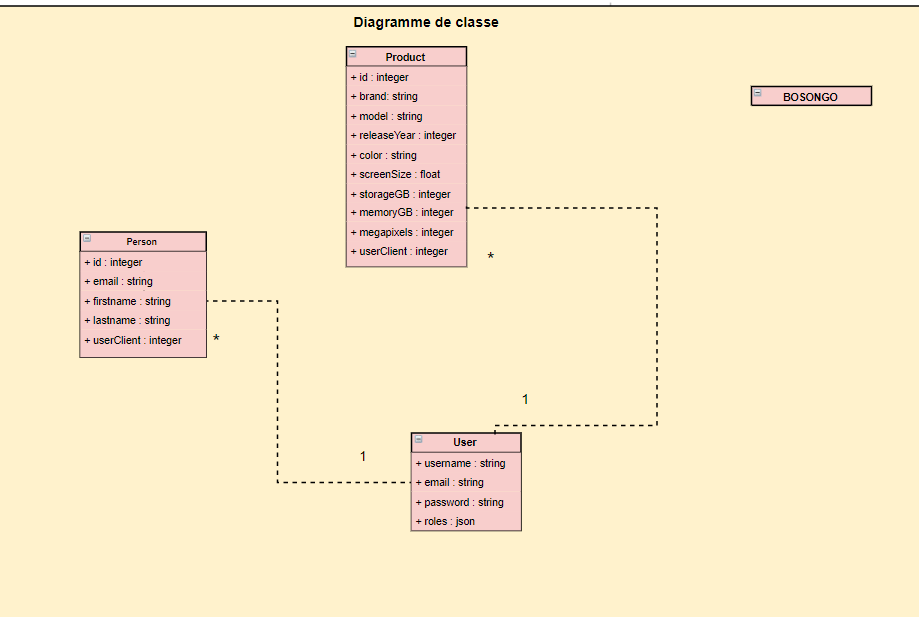 Diagramme de classe
Product
+ id : integer
+ brand: string
+ model : string
+ releaseYear : integer
+ color : string
+ screenSize : float
+ storageGB : integer
+ memoryGB : integer
+ megapixels : integer
+ userClient : integer
*
BOSONGO
Person
+ id : integer
+ email : string
+ firstname : string
+ lastname : string
+ userClient : integer
*
1
1
User
+ username : string
+ email : string
+ password : string
+ roles : json